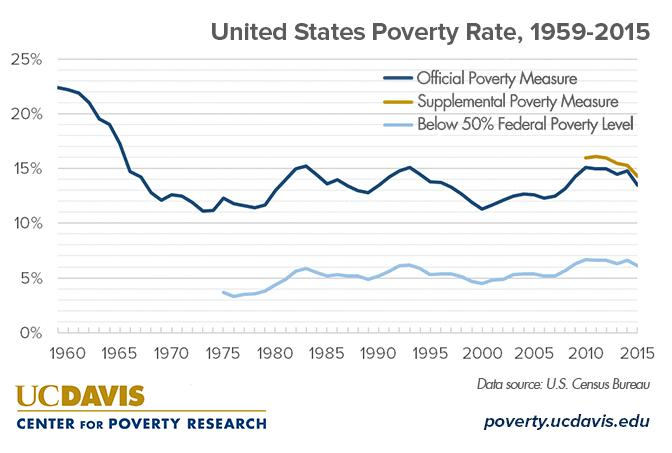 United States Poverty Rate, 1959-2015
25%
Official Poverty Measure
Supplemental Poverty Measure
20%
Below 50% Federal Poverty Level
15%
10%
5%
0%
1960 1965 1970 1975 1980 1985 1990 1995 2000 2005 2010 2015
Data source: U.S. Census Bureau
UCDAVIS
CENTER FOR POVERTY RESEARCH
poverty.ucdavis.edu